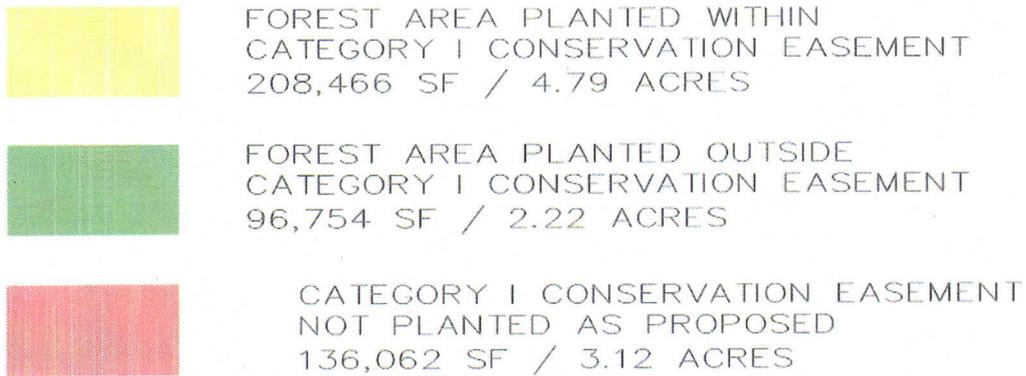 FOREST AREA PLANTED WITHIN
CATEGORY I CONSERVATION EASEMENT
208,466 SF / 4.79 ACRES
FOREST AREA PLANTED OUTSIDE
CATEGORY I CONSERVATION EASEMENT
96,754 SF / 2.22 ACRES
CATEGORY I CONSERVATION EASEMENT
NOT PLANTED AS PROPOSED
136,062 SF / 3.12 ACRES